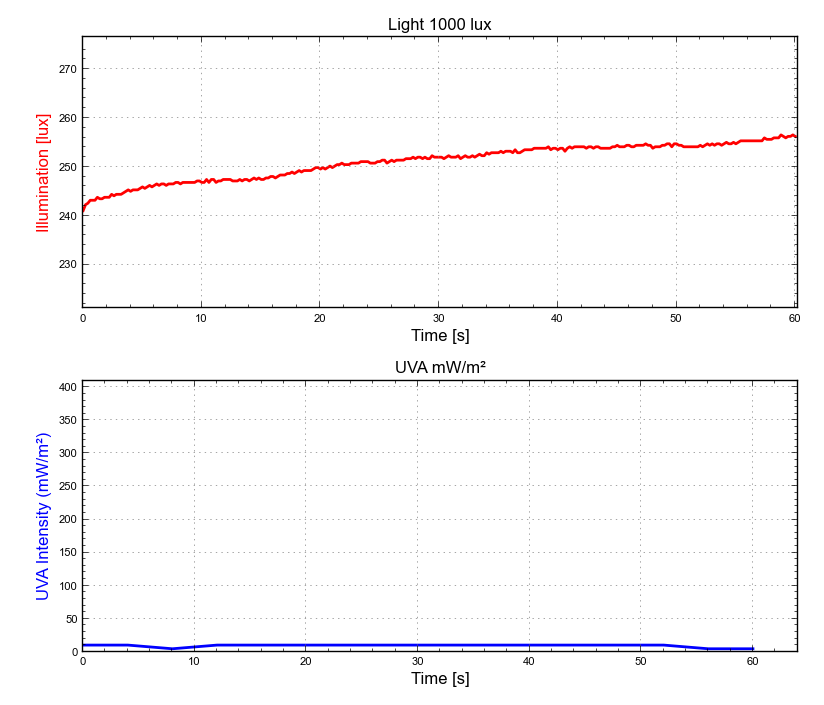 Light 1000 lux
Illumination [lux]
270
260
250
240
230
0 10 20 30 40 50 60
Time [s]
UVA mW/m²
UVA Intensity (mW/m²)
400
350
300
250
200
150
100
50
0
0 10 20 30 40 50 60
Time [s]